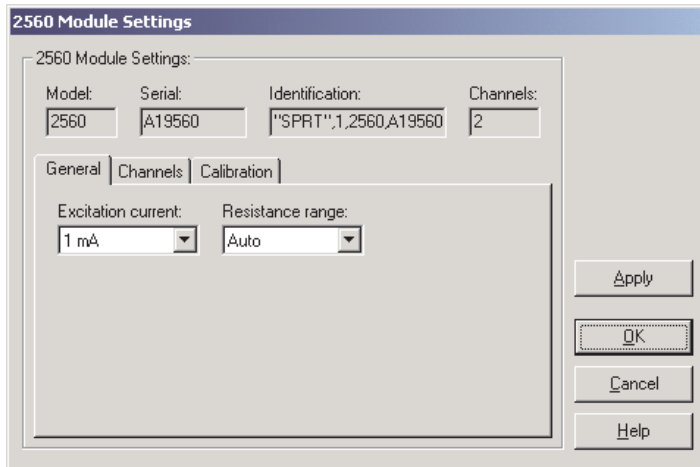 2560 Module Settings
2560 Module Settings:
Model: Serial: Identification: Channels:
2560 A19560 "SPRT",1,2560,A19560 2
General Channels Calibration
Excitation current: Resistance range:
1 mA Auto
Apply
OK
Cancel
Help